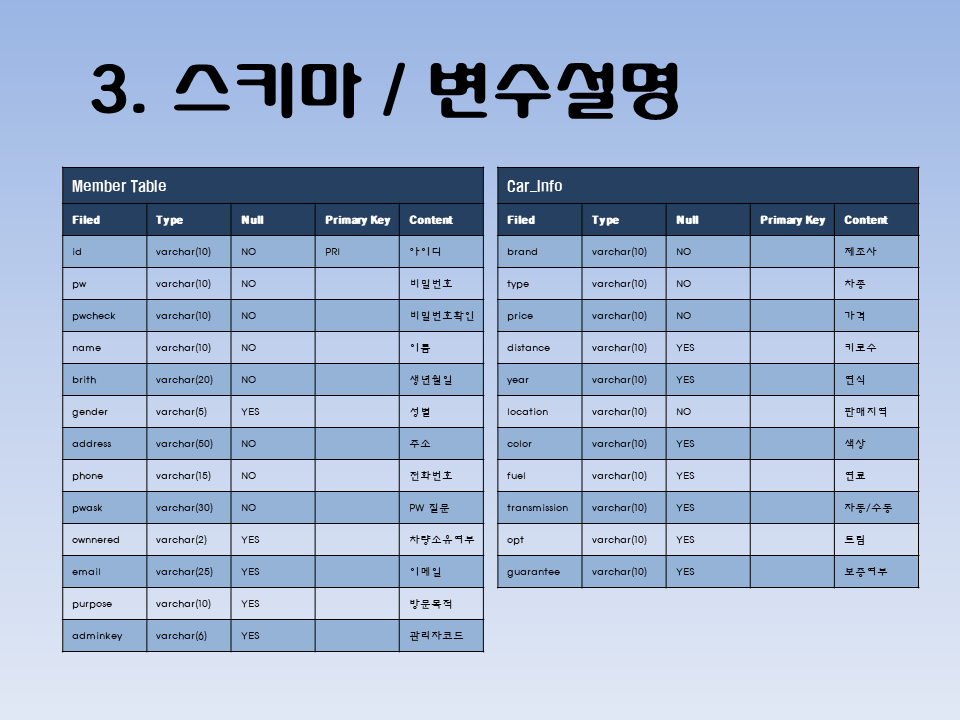 3. 스키마 / 변수설명
Member Table
Filed Type Null Primary Key Content
id varchar(10) NO PRI 아이디
pw varchar(10) NO 비밀번호
pwcheck varchar(10) NO 비밀번호확인
name varchar(10) NO 이름
brith varchar(20) NO 생년월일
gender varchar(5) YES 성별
address varchar(50) NO 주소
phone varchar(15) NO 전화번호
pwask varchar(30) NO PW 질문
ownnered varchar(2) YES 차량소유여부
email varchar(25) YES 이메일
purpose varchar(10) YES 방문목적
adminkey varchar(6) YES 관리자코드
Car_Info
Filed Type Null Primary Key Content
brand varchar(10) NO 제조사
type varchar(10) NO 차종
price varchar(10) NO 가격
distance varchar(10) YES 키로수
year varchar(10) YES 연식
location varchar(10) NO 판매지역
color varchar(10) YES 색상
fuel varchar(10) YES 연료
transmission varchar(10) YES 자동/수동
opt varchar(10) YES 트림
guarantee varchar(10) YES 보증여부